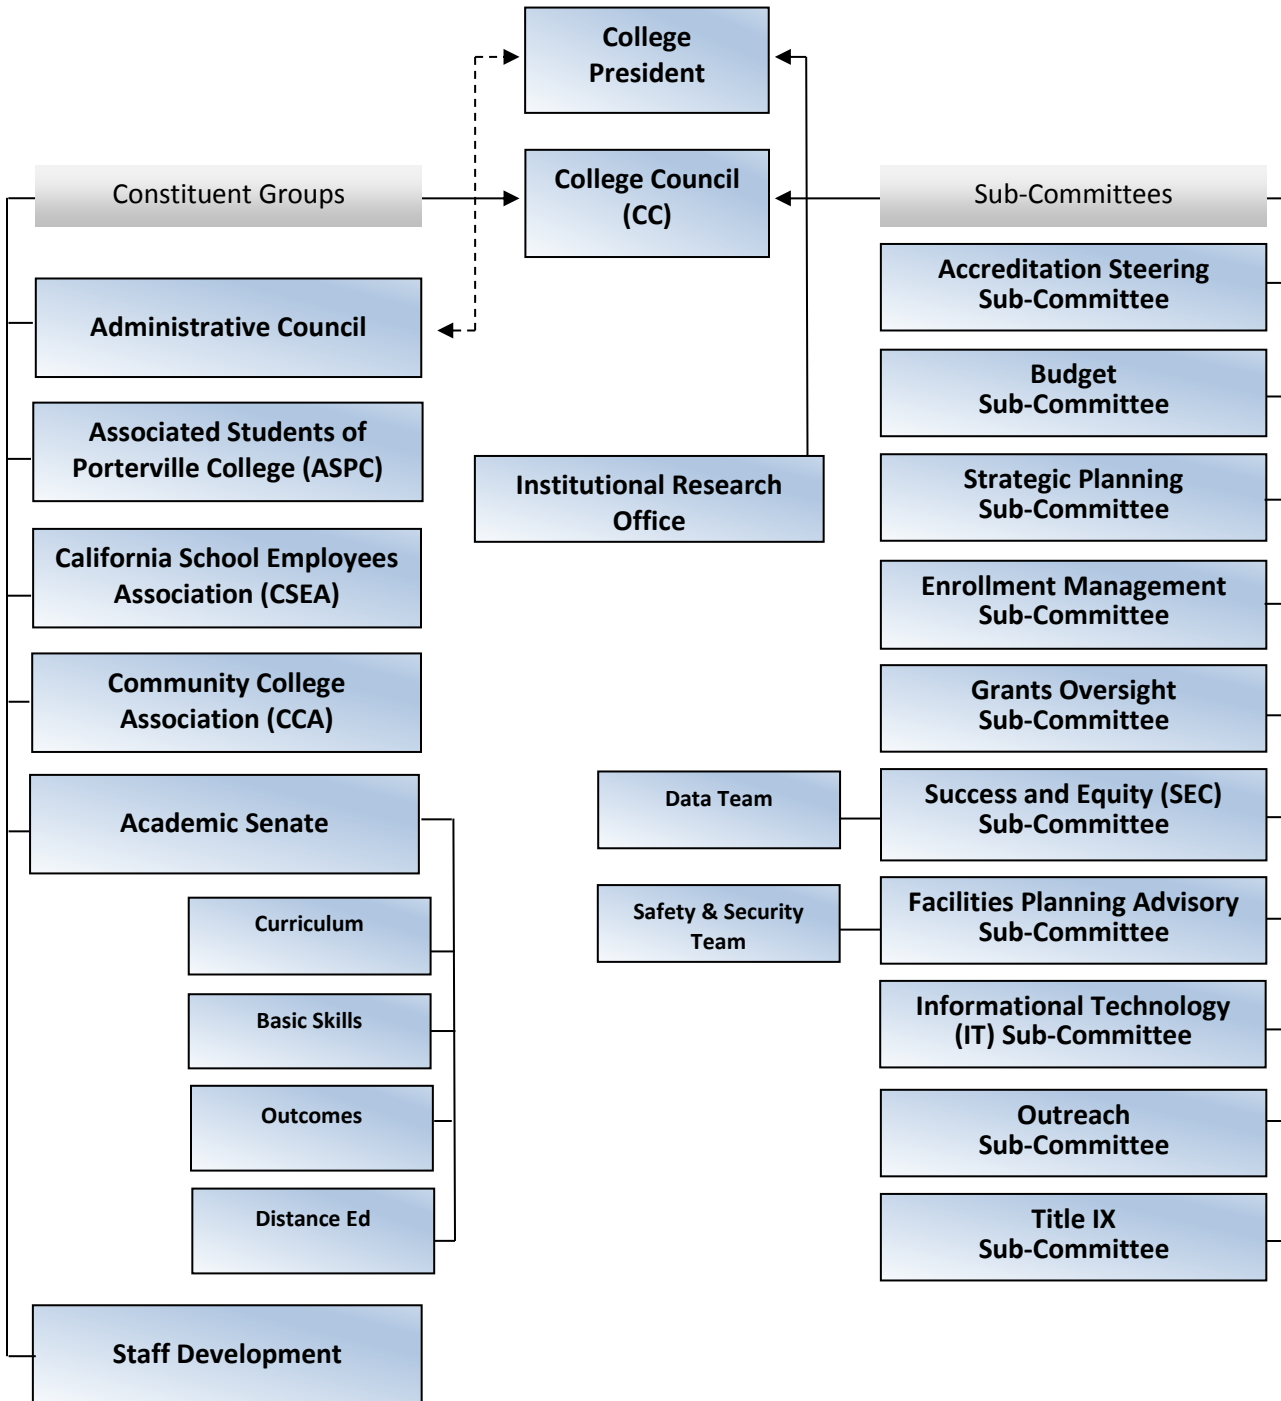 College
President
College Council
(CC)
Constituent Groups
Administrative Council
Associated Students of
Porterville College (ASPC)
California School Employees
Association (CSEA)
Community College
Association (CCA)
Academic Senate
Curriculum
Basic Skills
Outcomes
Distance Ed
Staff Development
Institutional Research
Office
Data Team
Safety & Security
Team
Sub-Committees
Accreditation Steering
Sub-Committee
Budget
Sub-Committee
Strategic Planning
Sub-Committee
Enrollment Management
Sub-Committee
Grants Oversight
Sub-Committee
Success and Equity (SEC)
Sub-Committee
Facilities Planning Advisory
Sub-Committee
Informational Technology
(IT) Sub-Committee
Outreach
Sub-Committee
Title IX
Sub-Committee